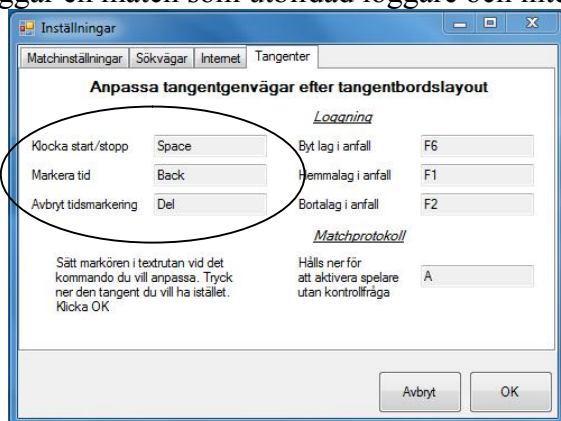 som utbildad loggare
Inställningar
Matchinställningar Sökvägar Internet Tangenter
Anpassa tangentgenvägar efter tangentbordslayout
Loggning
Klocka start/stopp Space Byt lag i anfall F6
Markera tid Back Hemmalag i anfall F1
Avbryt tidsmarkering Del Bortalag i anfall F2
Matchprotokoll
Sätt markören i textrutan vid det
kommando du vill anpassa. Tryck
ner den tangent du vill ha istället.
Klicka OK
Hålls ner för
att aktivera spelare A
utan kontrollfråga
Avbryt OK